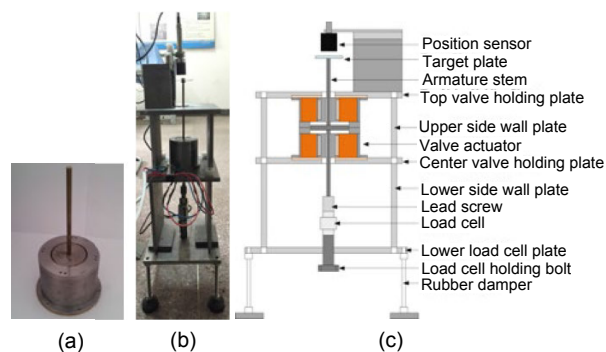 Position sensor
Target plate
Armature stem
Top valve holding plate
Upper side wall plate
Valve actuator
Center valve holding plate
Lower side wall plate
Lead screw
Load cell
Lower load cell plate
Load cell holding bolt
Rubber damper
(a)
(b)
(c)